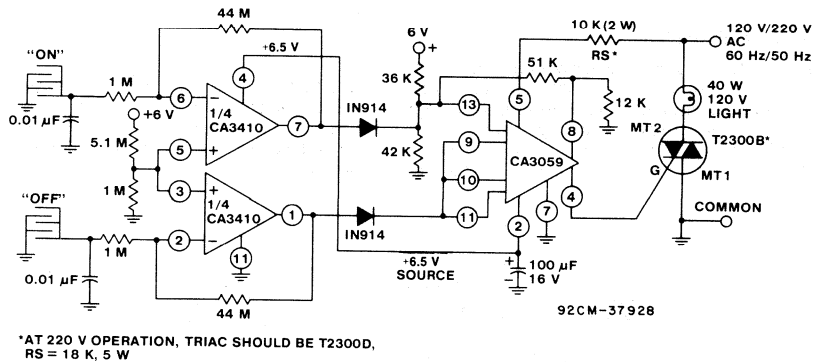 44 M
+6.5 V
"ON"
1 M
0.01 µF
6
–
4
1/4
CA3410
7
+6 V
5.1 M
5
+
1 M
3
+
1/4
CA3410
1
"OFF"
2
–
11
1 M
0.01 µF
44 M
IN914
IN914
6 V
+
36 K
42 K
13
9
10
11
5
CA3059
8
4
7
2
51 K
12 K
10 K (2 W)
RS*
120 V/220 V
AC
60 Hz/50 Hz
40 W
120 V
LIGHT
MT2
T2300B*
G
MT1
COMMON
+6.5 V
SOURCE
+
–
100 µF
16 V
92CM-37928
*AT 220 V OPERATION, TRIAC SHOULD BE T2300D,
RS = 18 K, 5 W